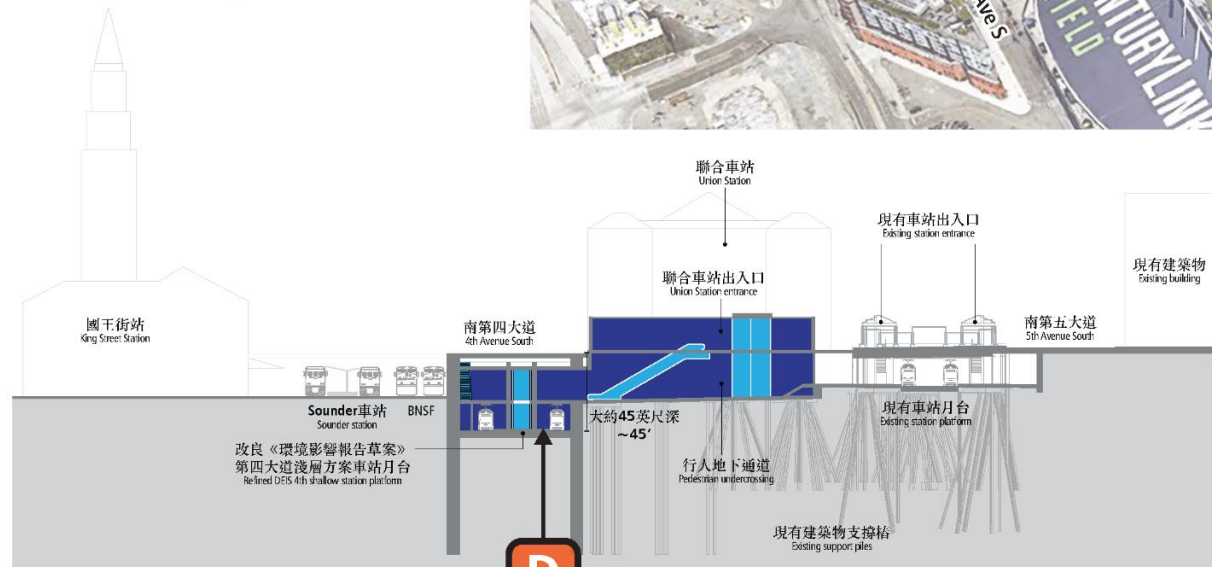 Ave S
CENTURYLINK
FIELD
聯合車站
Union Station
現有車站出入口
Existing station entrance
現有建築物
Existing building
聯合車站出入口
Union Station entrance
國王街站
King Street Station
南第四大道
4th Avenue South
南第五大道
5th Avenue South
Sounder車站
Sounder station
BNSF
大約45英尺深
~45'
現有車站月台
Existing station platform
改良《環境影響報告草案》
第四大道淺層方案車站月台
Refined DEIS 4th shallow station platform
行人地下通道
Pedestrian undercrossing
現有建築物支撐樁
Existing support piles
D